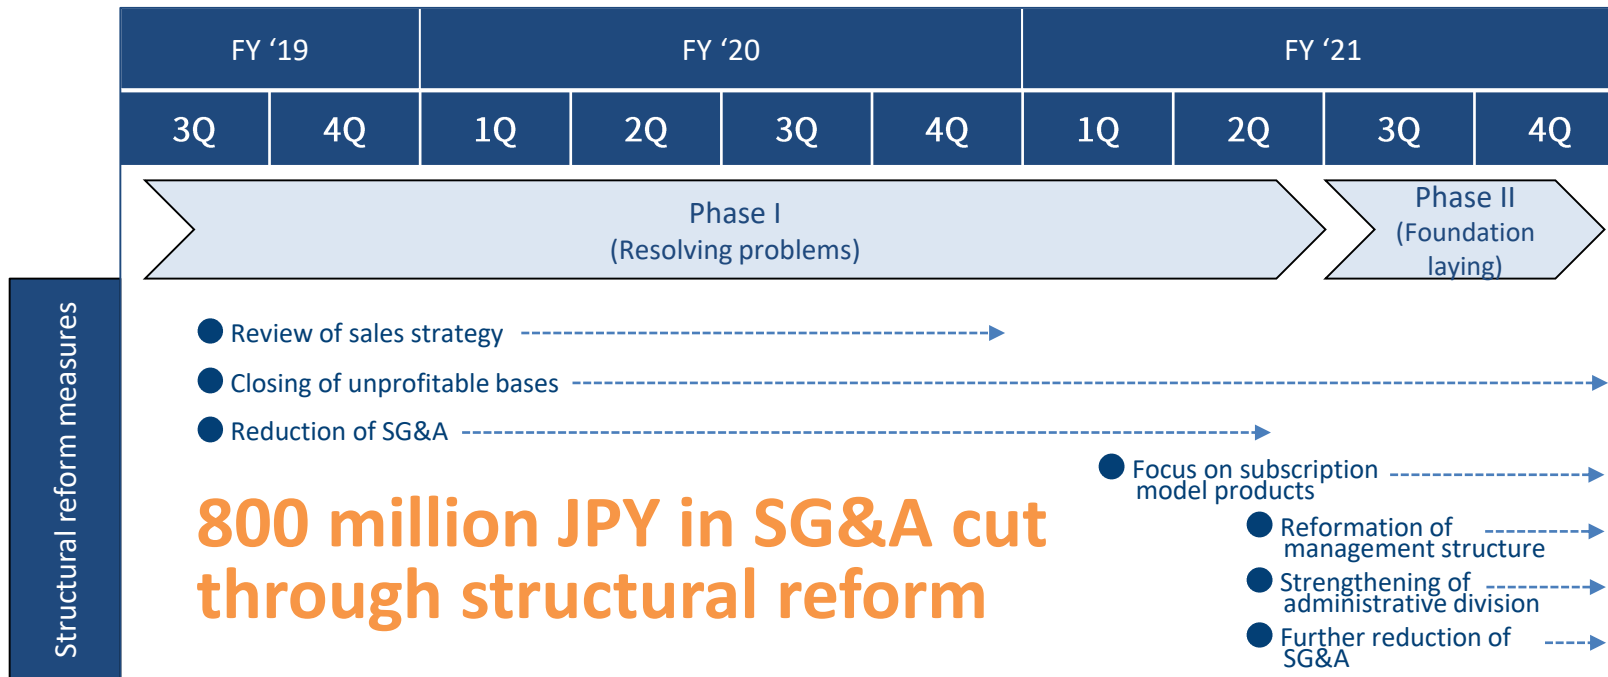 FY ‘19
FY ‘20
FY ‘21
3Q
4Q
1Q
2Q
3Q
4Q
1Q
2Q
3Q
4Q
Phase I
(Resolving problems)
Phase II
(Foundation
laying)
Structural reform measures
Review of sales strategy
Closing of unprofitable bases
Reduction of SG&A
Focus on subscription
model products
Reformation of
management structure
Strengthening of
administrative division
Further reduction of
SG&A
800 million JPY in SG&A cut
through structural reform